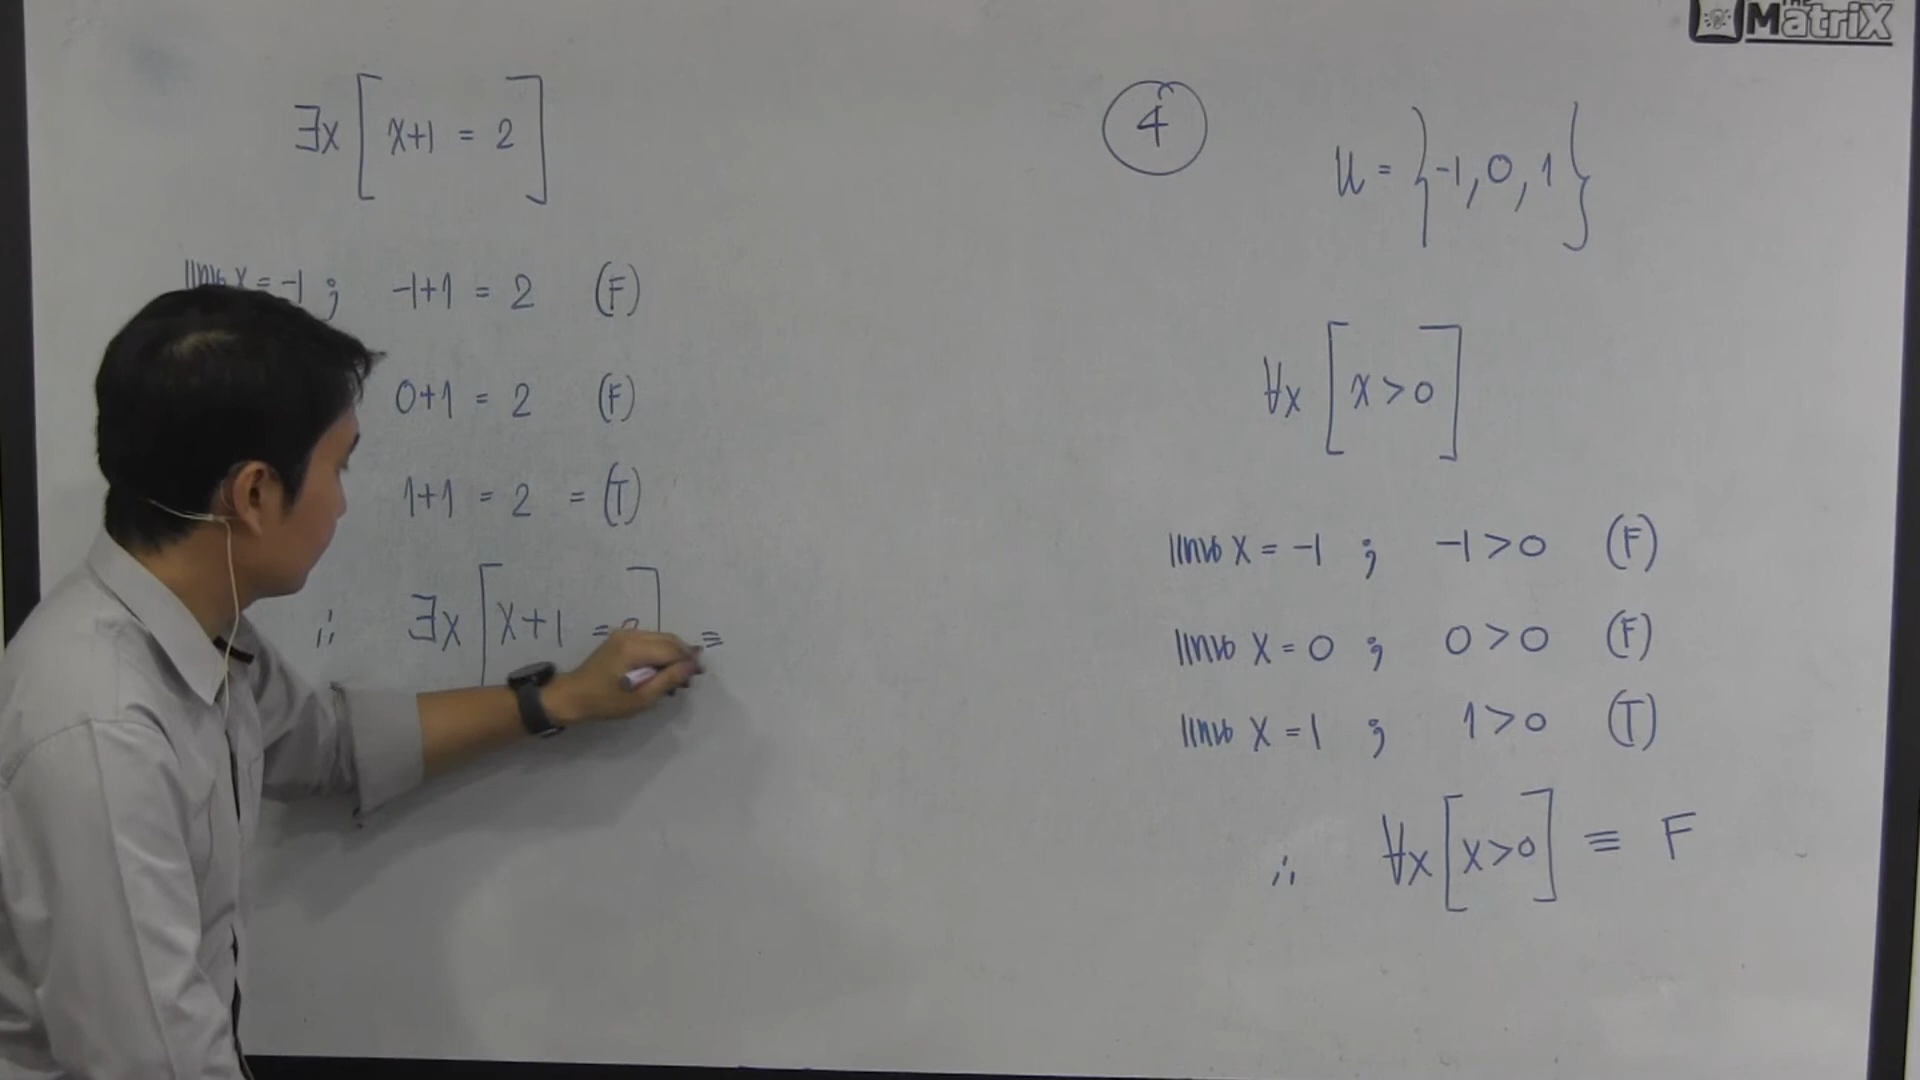 THE
MatriX
∃x [ x+1 = 2 ]
แทน x = -1 ; -1+1 = 2 (F)
0+1 = 2 (F)
1+1 = 2 = (T)
∴ ∃x [ x+1 = ] ≡
4
U = { -1, 0, 1 }
∀x [ x > 0 ]
แทน x = -1 ; -1 > 0 (F)
แทน x = 0 ; 0 > 0 (F)
แทน x = 1 ; 1 > 0 (T)
∴ ∀x [ x > 0 ] ≡ F